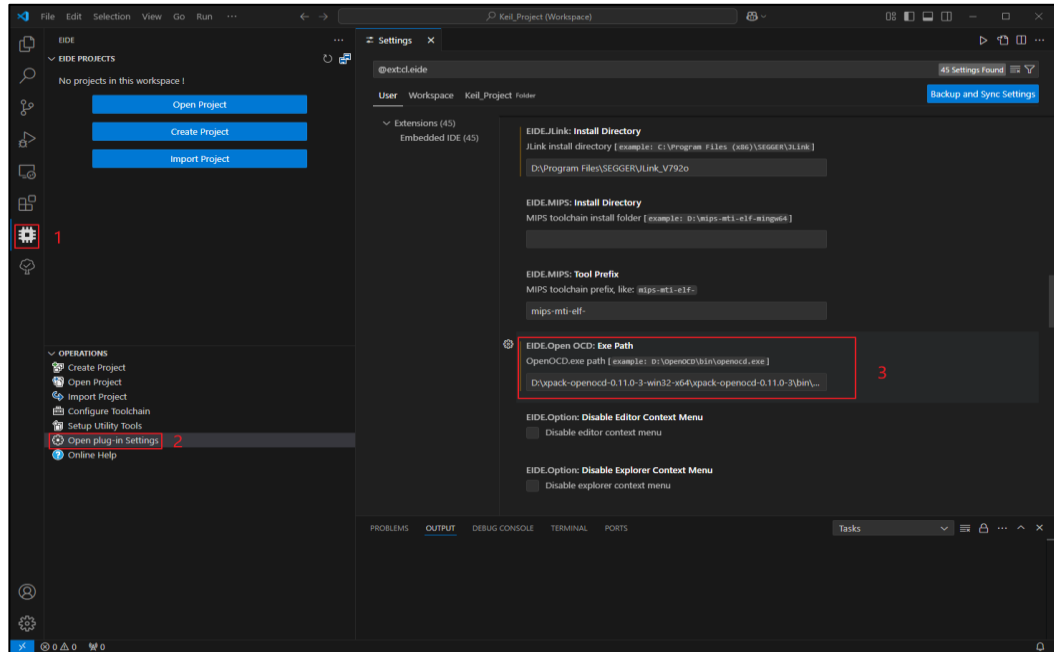 File Edit Selection View Go Run ··· Keil_Project (Workspace)
EIDE
EIDE PROJECTS
No projects in this workspace !
Open Project
Create Project
Import Project
1
OPERATIONS
Create Project
Open Project
Import Project
Configure Toolchain
Setup Utility Tools
Open plug-in Settings 2
Online Help
Settings
@ext:cl.eide
45 Settings Found
User Workspace Keil_Project Folder
Backup and Sync Settings
Extensions (45)
Embedded IDE (45)
EIDE.JLink: Install Directory
JLink install directory [example: C:\Program Files (x86)\SEGGER\JLink]
D:\Program Files\SEGGER\JLink_V792o
EIDE.MIPS: Install Directory
MIPS toolchain install folder [example: D:\mips-mti-elf-mingw64]
EIDE.MIPS: Tool Prefix
MIPS toolchain prefix, like: mips-mti-elf-
mips-mti-elf-
EIDE.Open OCD: Exe Path
OpenOCD.exe path [example: D:\OpenOCD\bin\openocd.exe]
D:\xpack-openocd-0.11.0-3-win32-x64\xpack-openocd-0.11.0-3\bin\...
3
EIDE.Option: Disable Editor Context Menu
Disable editor context menu
EIDE.Option: Disable Explorer Context Menu
Disable explorer context menu
PROBLEMS OUTPUT DEBUG CONSOLE TERMINAL PORTS
Tasks
0 0 0